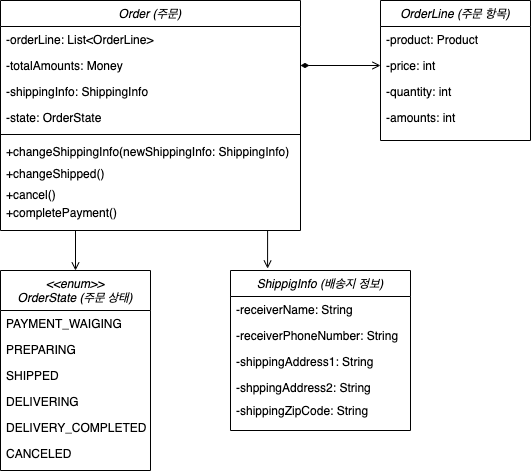 Order (주문)
-orderLine: List<OrderLine>
-totalAmounts: Money
-shippingInfo: ShippingInfo
-state: OrderState
+changeShippingInfo(newShippingInfo: ShippingInfo)
+changeShipped()
+cancel()
+completePayment()
OrderLine (주문 항목)
-product: Product
-price: int
-quantity: int
-amounts: int
<<enum>>
OrderState (주문 상태)
PAYMENT_WAIGING
PREPARING
SHIPPED
DELIVERING
DELIVERY_COMPLETED
CANCELED
ShippigInfo (배송지 정보)
-receiverName: String
-receiverPhoneNumber: String
-shippingAddress1: String
-shppingAddress2: String
-shippingZipCode: String